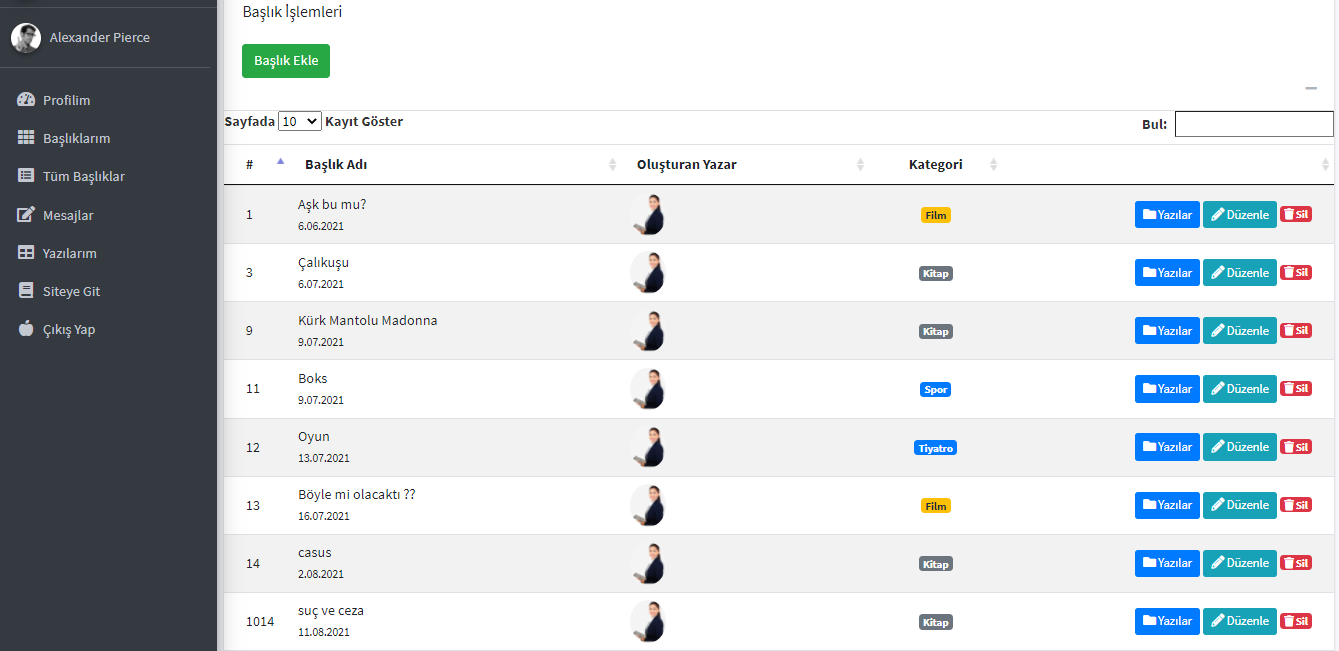 Başlık İşlemleri
Alexander Pierce
Başlık Ekle
Profilim
Başlıklarım
Tüm Başlıklar
Mesajlar
Yazılarım
Siteye Git
Çıkış Yap
Sayfada 10 Kayıt Göster
Bul:
# Başlık Adı Oluşturan Yazar Kategori
1 Aşk bu mu? Film Yazılar Düzenle Sil
6.06.2021
3 Çalıkuşu Kitap Yazılar Düzenle Sil
6.07.2021
9 Kürk Mantolu Madonna Kitap Yazılar Düzenle Sil
9.07.2021
11 Boks Spor Yazılar Düzenle Sil
9.07.2021
12 Oyun Tiyatro Yazılar Düzenle Sil
13.07.2021
13 Böyle mi olacaktı ?? Film Yazılar Düzenle Sil
16.07.2021
14 casus Kitap Yazılar Düzenle Sil
2.08.2021
1014 suç ve ceza Kitap Yazılar Düzenle Sil
11.08.2021